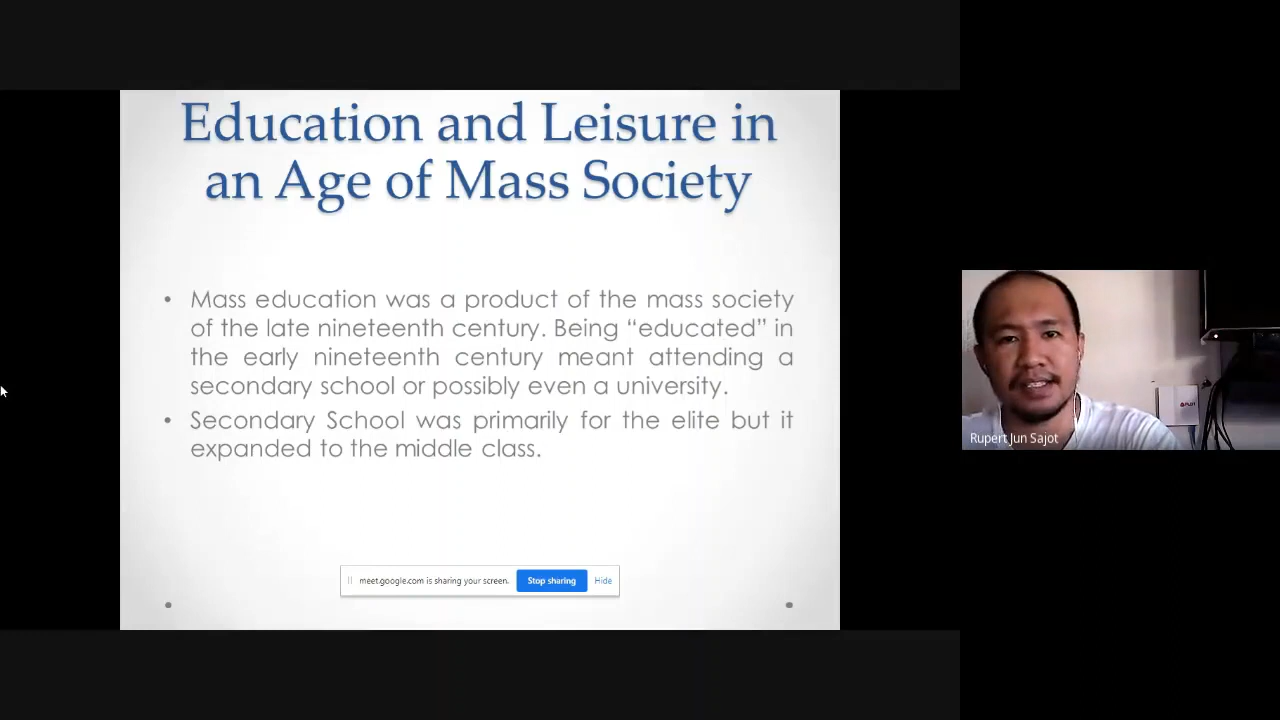 Education and Leisure in
an Age of Mass Society
• Mass education was a product of the mass society
of the late nineteenth century. Being “educated” in
the early nineteenth century meant attending a
secondary school or possibly even a university.
• Secondary School was primarily for the elite but it
expanded to the middle class.
meet.google.com is sharing your screen. Stop sharing Hide
Rupert Jun Sajot